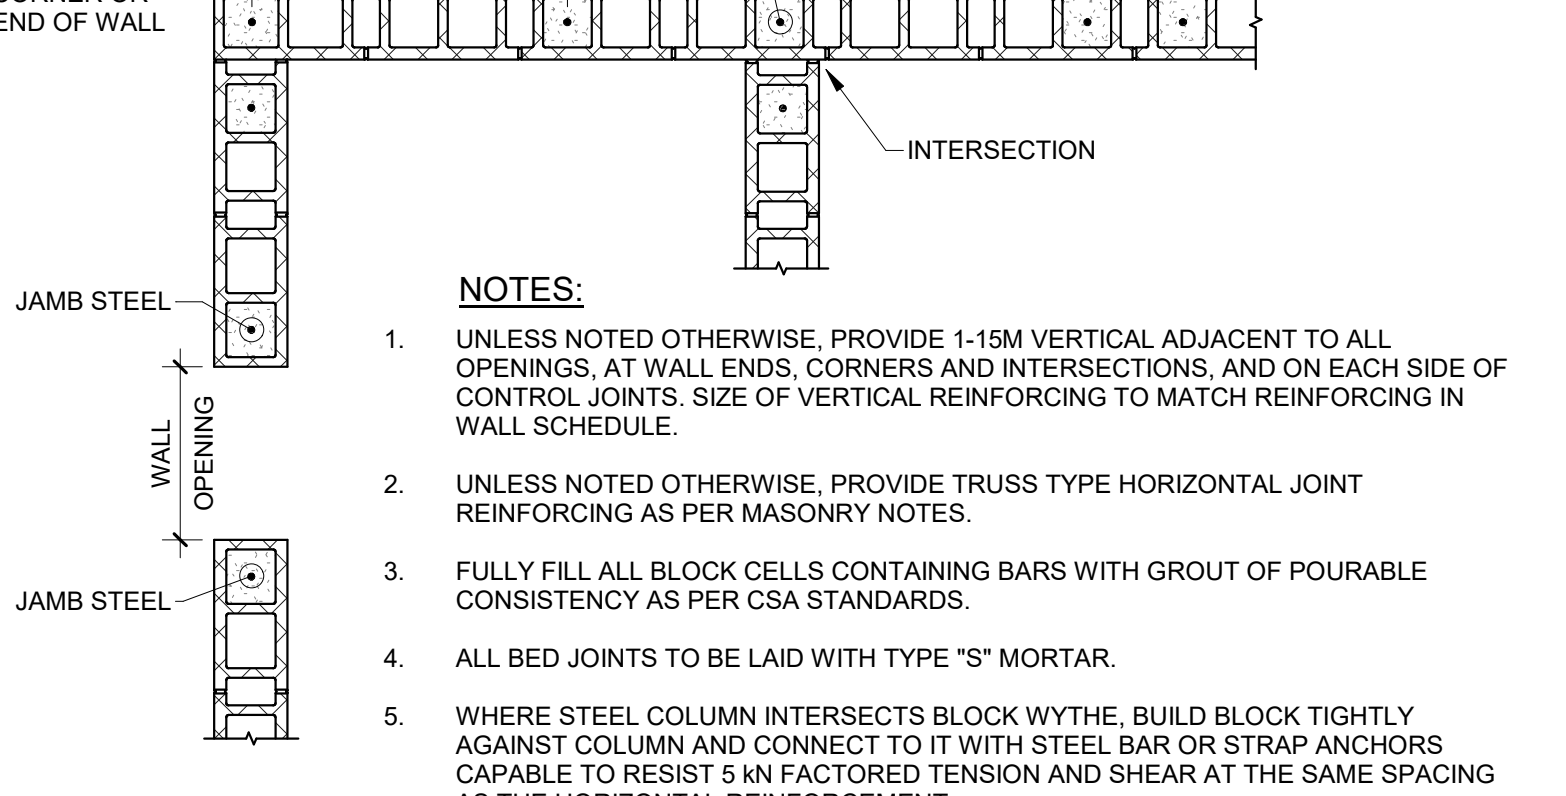 END OF WALL
INTERSECTION
JAMB STEEL
WALL
OPENING
JAMB STEEL
NOTES:
1. UNLESS NOTED OTHERWISE, PROVIDE 1-15M VERTICAL ADJACENT TO ALL
OPENINGS, AT WALL ENDS, CORNERS AND INTERSECTIONS, AND ON EACH SIDE OF
CONTROL JOINTS. SIZE OF VERTICAL REINFORCING TO MATCH REINFORCING IN
WALL SCHEDULE.
2. UNLESS NOTED OTHERWISE, PROVIDE TRUSS TYPE HORIZONTAL JOINT
REINFORCING AS PER MASONRY NOTES.
3. FULLY FILL ALL BLOCK CELLS CONTAINING BARS WITH GROUT OF POURABLE
CONSISTENCY AS PER CSA STANDARDS.
4. ALL BED JOINTS TO BE LAID WITH TYPE "S" MORTAR.
5. WHERE STEEL COLUMN INTERSECTS BLOCK WYTHE, BUILD BLOCK TIGHTLY
AGAINST COLUMN AND CONNECT TO IT WITH STEEL BAR OR STRAP ANCHORS
CAPABLE TO RESIST 5 kN FACTORED TENSION AND SHEAR AT THE SAME SPACING